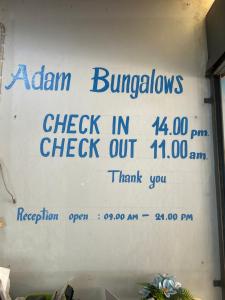 Adam Bungalows
CHECK IN 14.00 pm.
CHECK OUT 11.00 am.
Thank you
Reception open : 09.00 AM – 21.00 PM